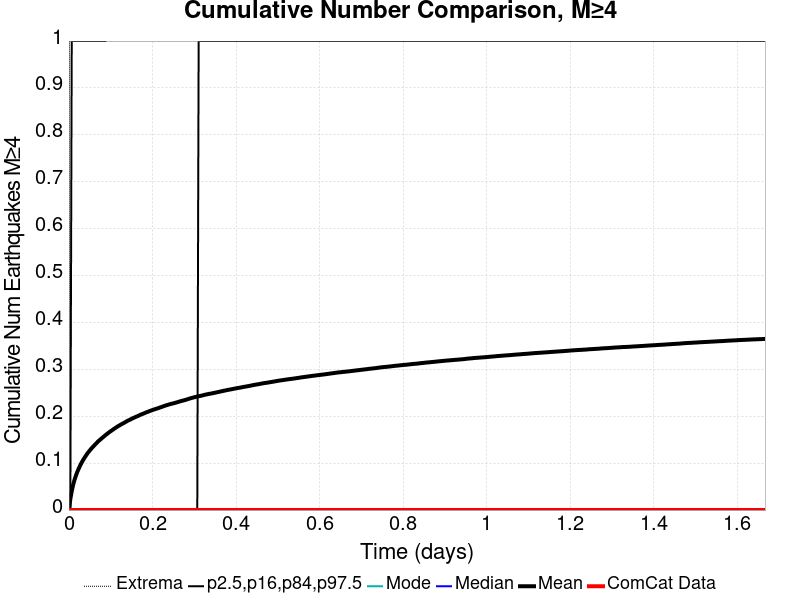 Cumulative Number Comparison, M≥4
Cumulative Num Earthquakes M≥4
1
0.9
0.8
0.7
0.6
0.5
0.4
0.3
0.2
0.1
0
0 0.2 0.4 0.6 0.8 1 1.2 1.4 1.6
Time (days)
Extrema p2.5,p16,p84,p97.5 Mode Median Mean ComCat Data